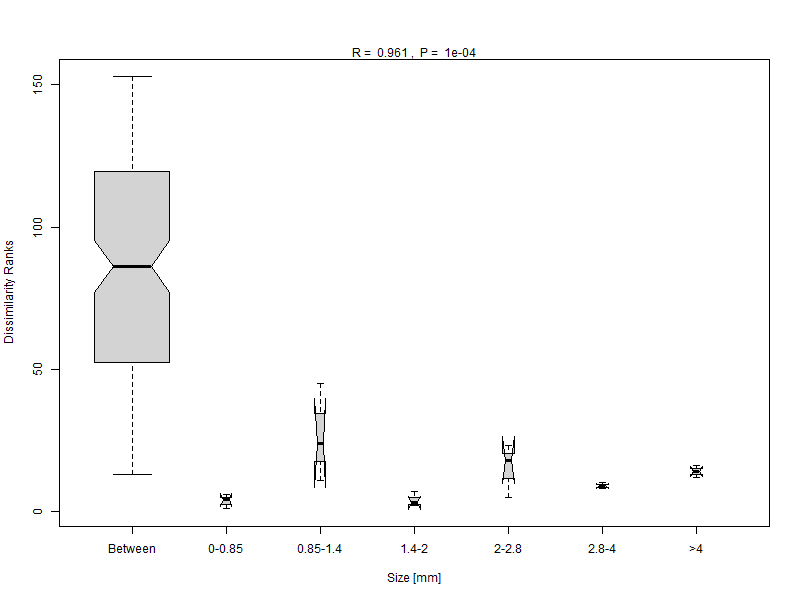 R = 0.961 , P = 1e-04
Dissimilarity Ranks
150
100
50
0
Between 0-0.85 0.85-1.4 1.4-2 2-2.8 2.8-4 >4
Size [mm]